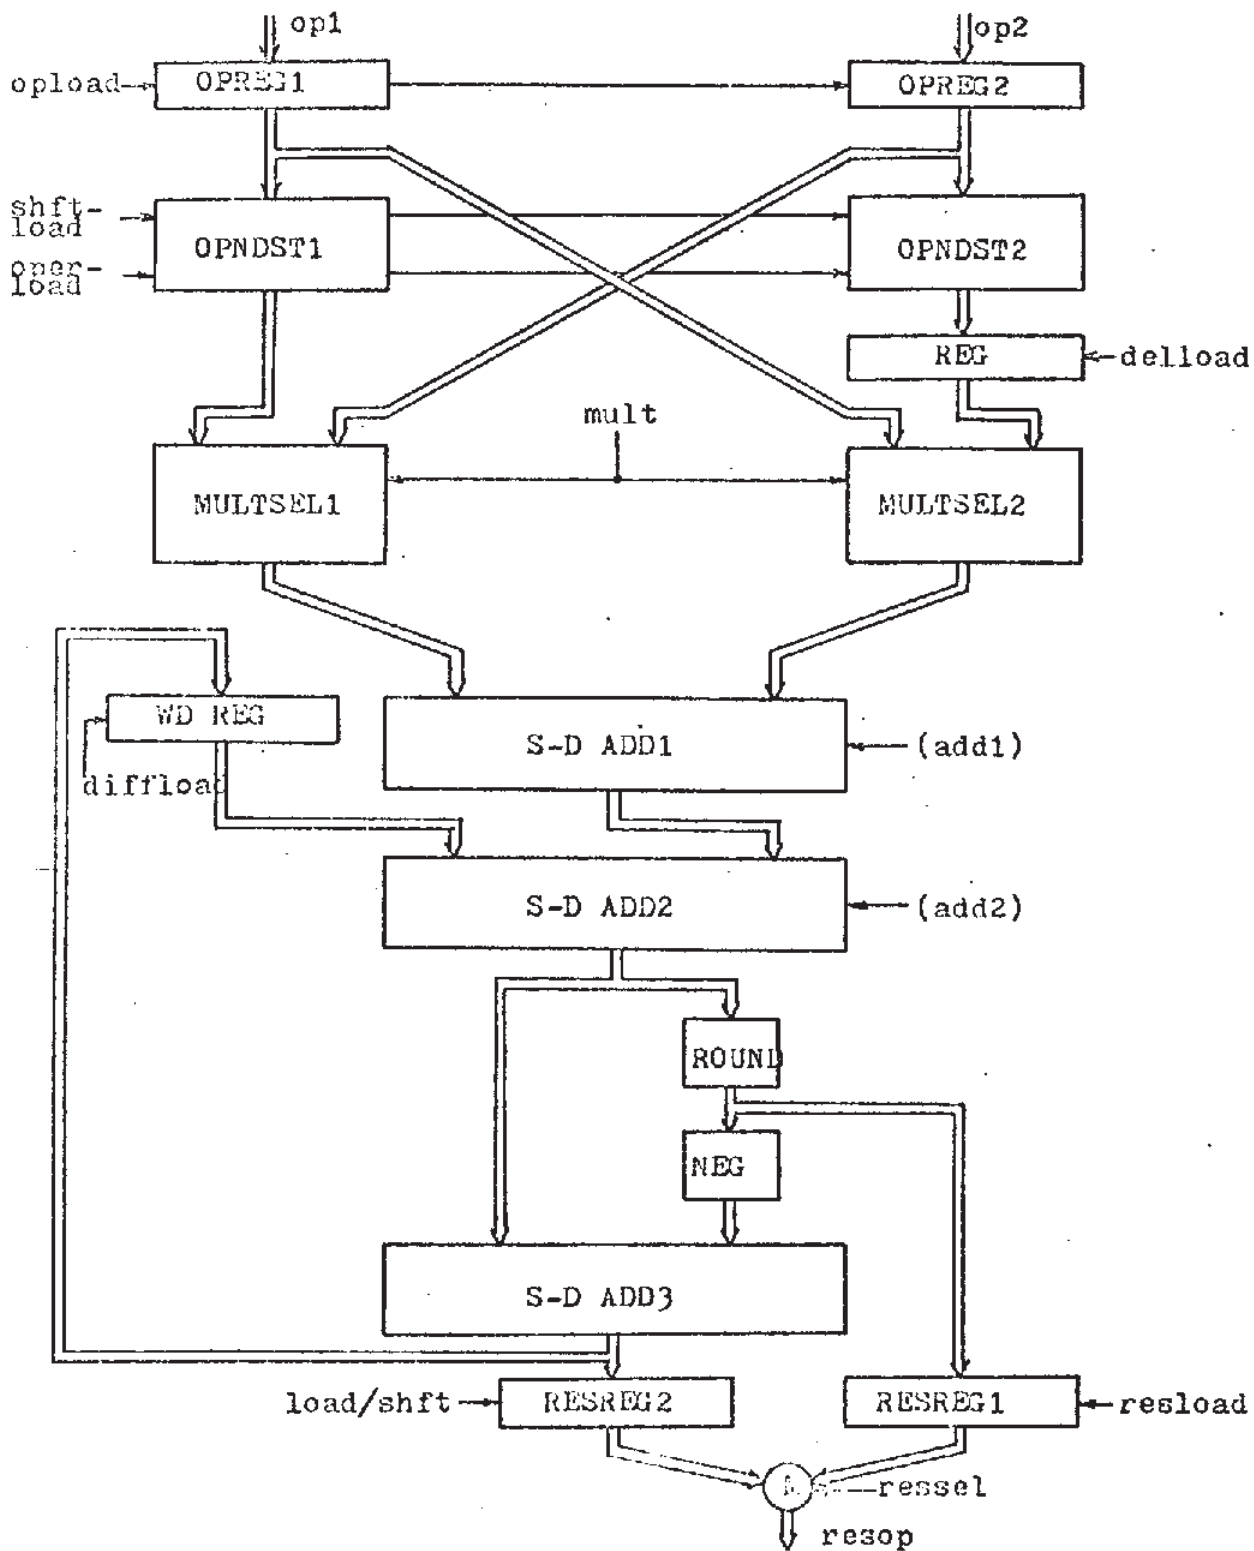 op1
op2
opload
OPREG1
OPREG2
shft-
load
OPNDST1
OPNDST2
oper-
load
REG
delload
mult
MULTSEL1
MULTSEL2
WD REG
S-D ADD1
(add1)
diffload
S-D ADD2
(add2)
ROUND
NEG
S-D ADD3
load/shft
RESREG2
RESREG1
resload
ressel
resop